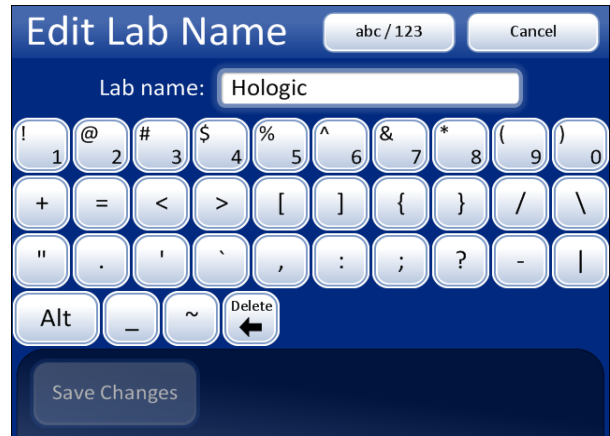 Edit Lab Name abc / 123 Cancel
Lab name: Hologic
! 1 @ 2 # 3 $ 4 % 5 ^ 6 & 7 * 8 ( 9 ) 0
+ = < > [ ] { } / \
" . ' ` , : ; ? - |
Alt _ ~ Delete
Save Changes